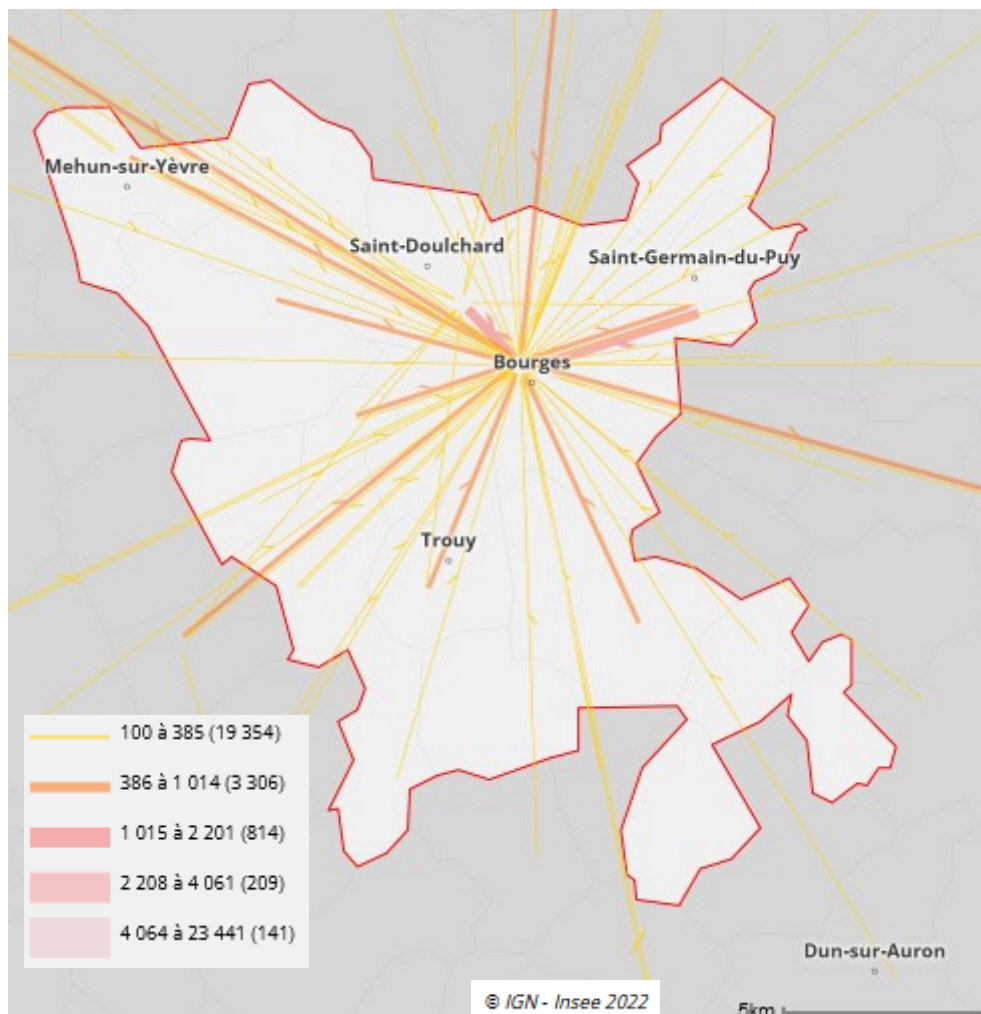 Mehun-sur-Yèvre
Saint-Doulchard
Saint-Germain-du-Puy
Bourges
Trouy
100 à 385 (19 354)
386 à 1 014 (3 306)
1 015 à 2 201 (814)
2 208 à 4 061 (209)
4 064 à 23 441 (141)
Dun-sur-Auron
© IGN - Insee 2022
5km